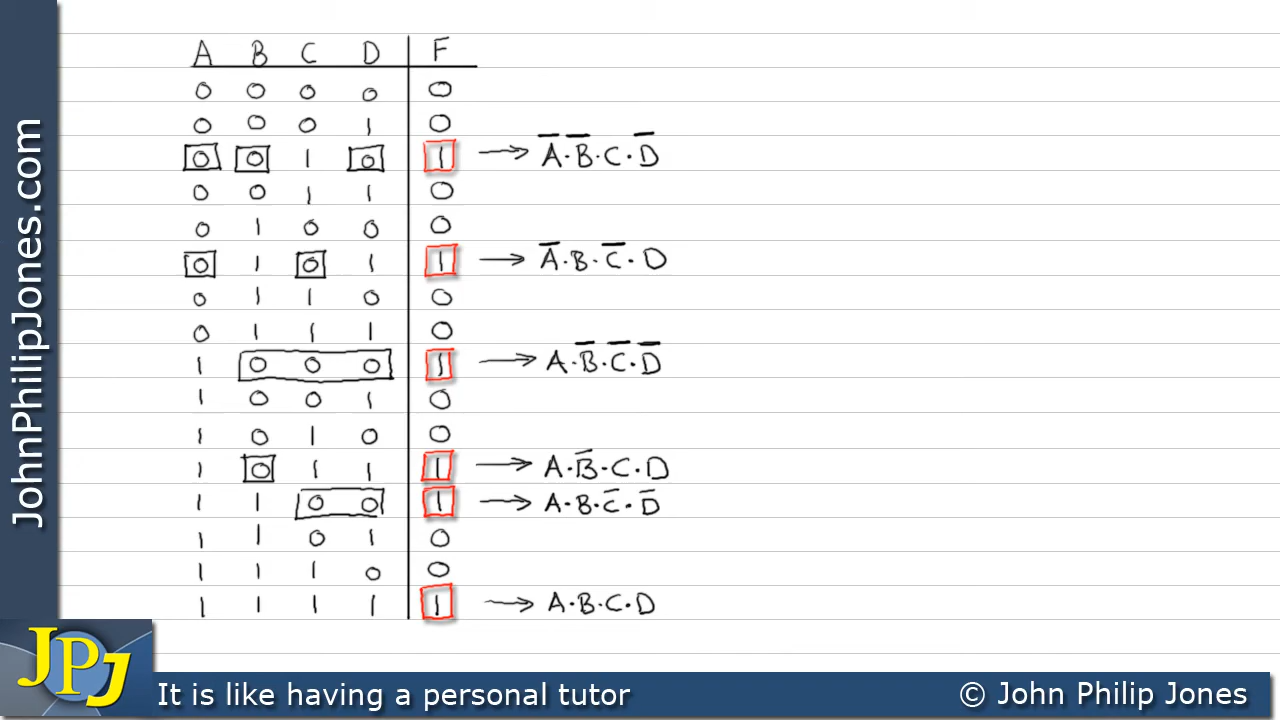 A B C D F
0 0 0 0 0
0 0 0 1 0
0 0 1 0 1 → A̅·B̅·C·D̅
0 0 1 1 0
0 1 0 0 0
0 1 0 1 1 → A̅·B·C̅·D
0 1 1 0 0
0 1 1 1 0
1 0 0 0 1 → A·B̅·C̅·D̅
1 0 0 1 0
1 0 1 0 0
1 0 1 1 1 → A·B̅·C·D
1 1 0 0 1 → A·B·C̅·D̅
1 1 0 1 0
1 1 1 0 0
1 1 1 1 1 → A·B·C·D
JohnPhilipJones.com
JPJ
It is like having a personal tutor
© John Philip Jones